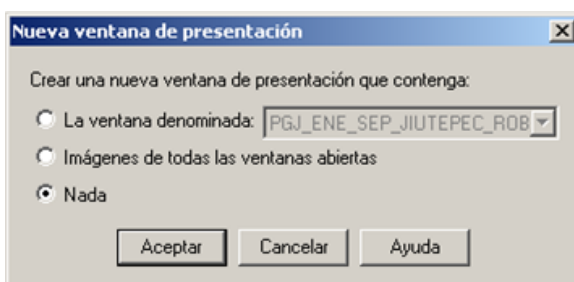 Nueva ventana de presentación
Crear una nueva ventana de presentación que contenga:
La ventana denominada: PGJ_ENE_SEP_JIUTEPEC_ROB
Imágenes de todas las ventanas abiertas
Nada
Aceptar Cancelar Ayuda